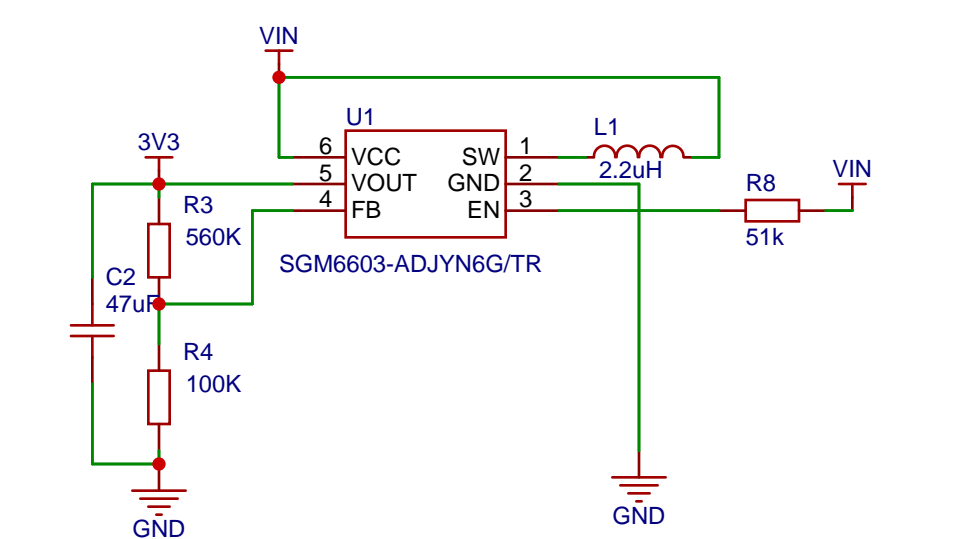 VIN
U1
L1
3V3
6
VCC
SW
1
2.2uH
VIN
5
VOUT
GND
2
R8
R3
4
FB
EN
3
560K
51k
SGM6603-ADJYN6G/TR
C2
47uF
R4
100K
GND
GND